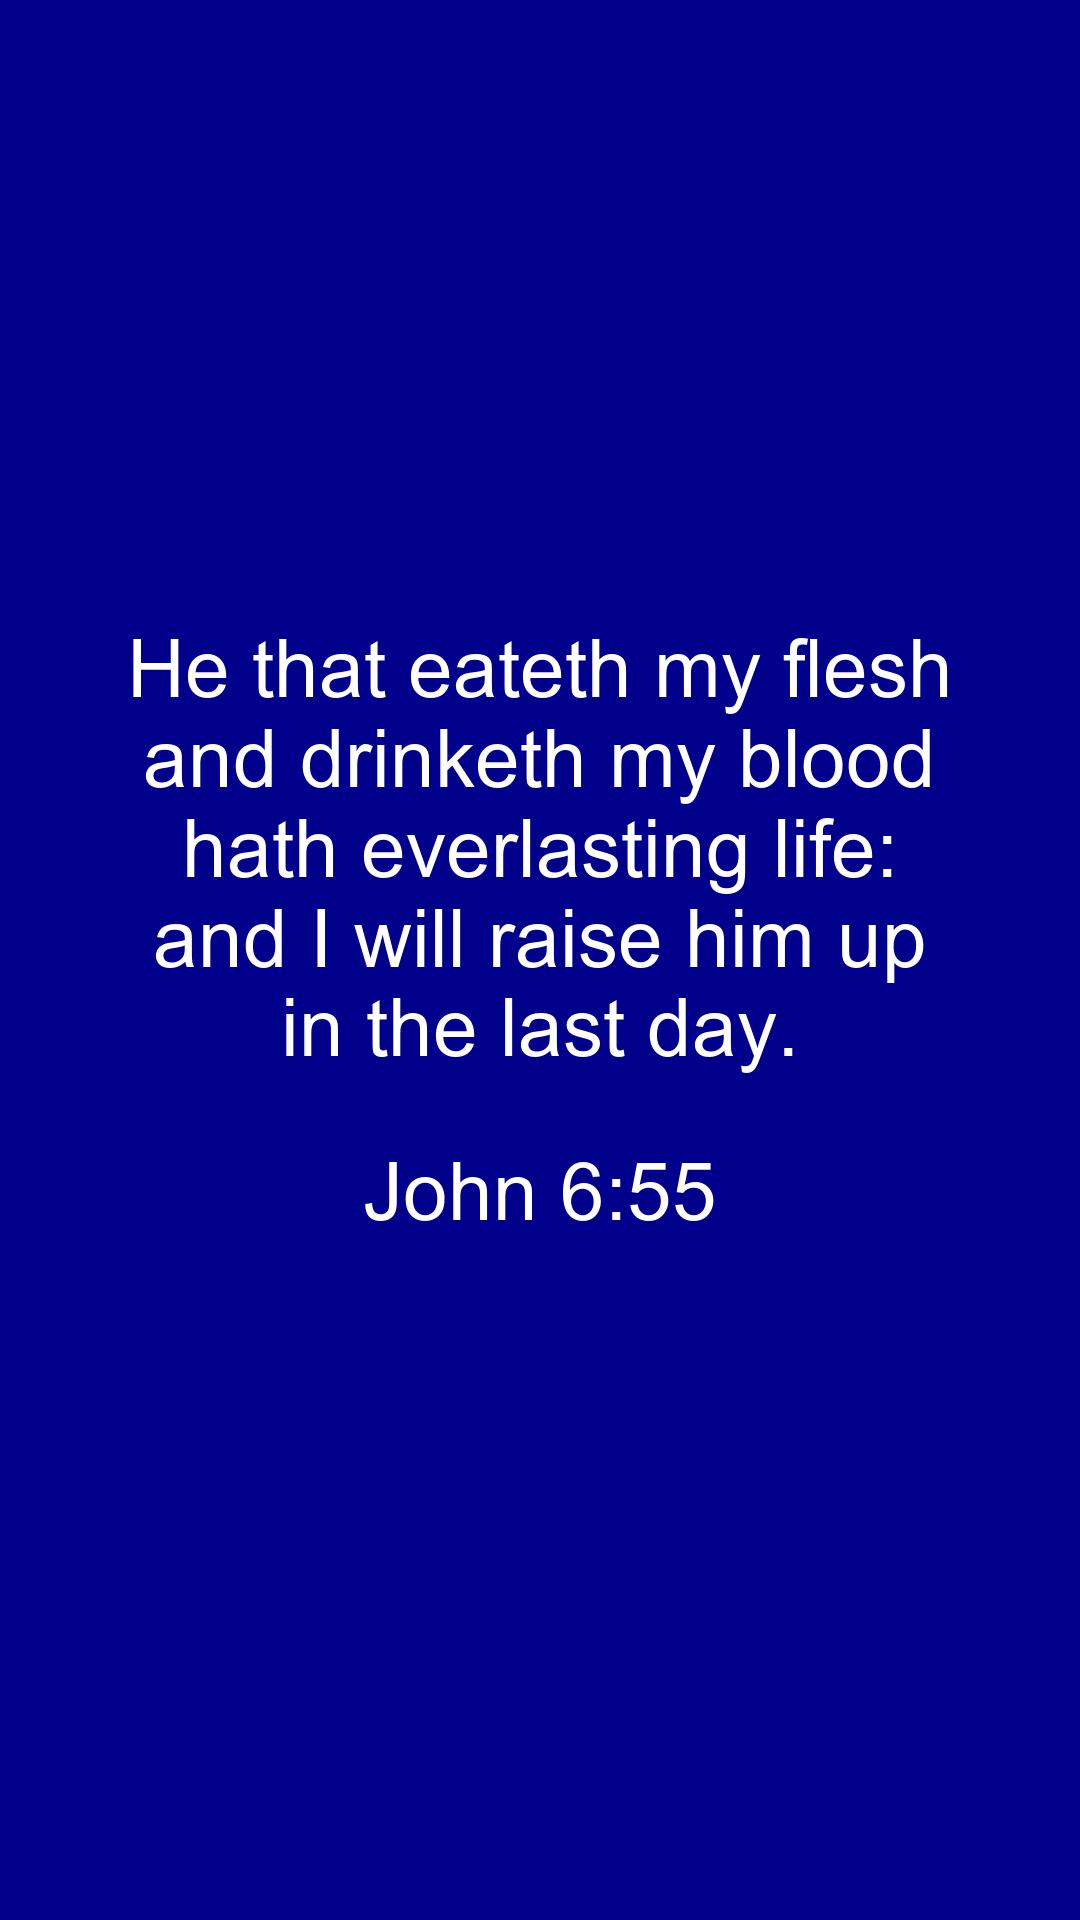 He that eateth my flesh
and drinketh my blood
hath everlasting life:
and I will raise him up
in the last day.
John 6:55